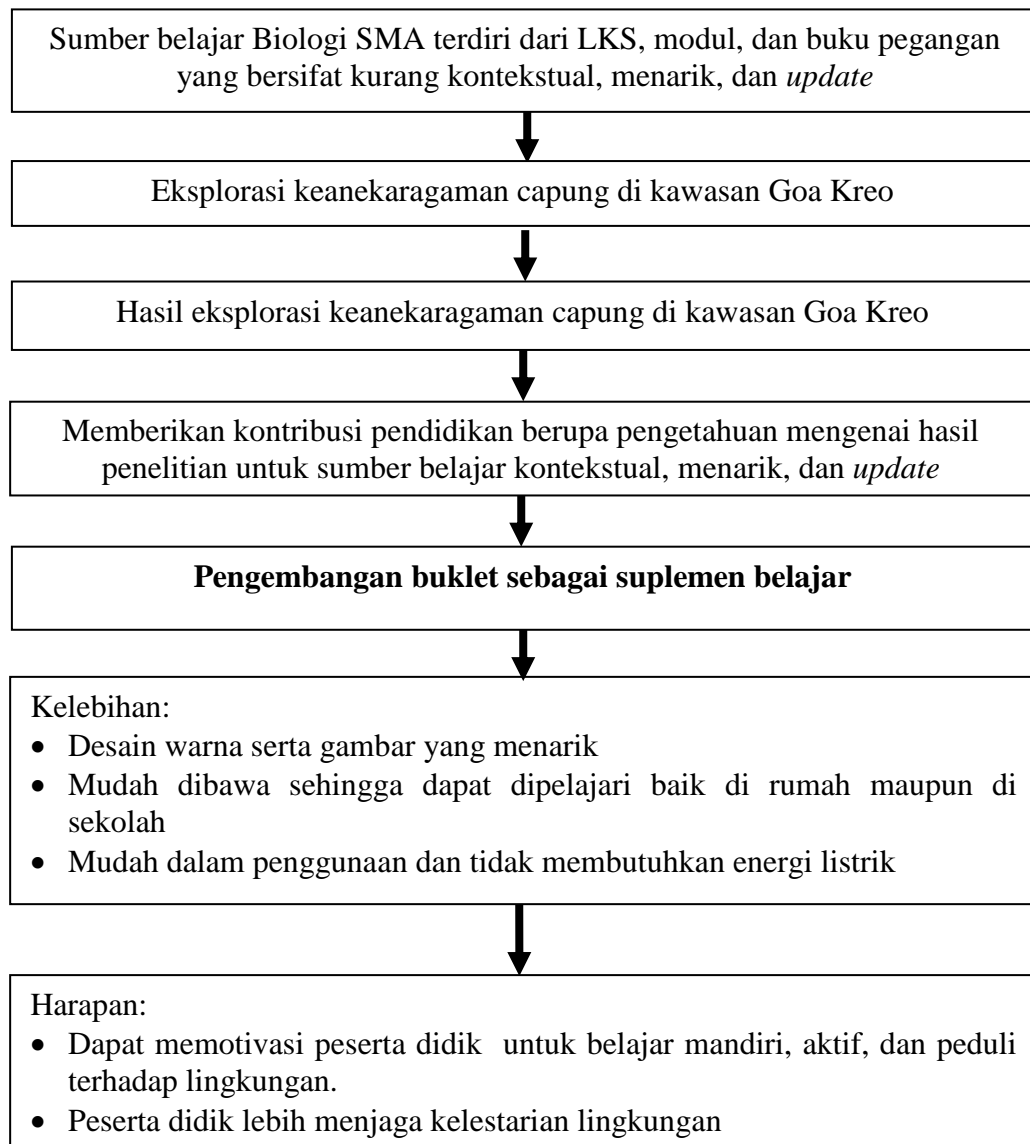 Sumber belajar Biologi SMA terdiri dari LKS, modul, dan buku pegangan
yang bersifat kurang kontekstual, menarik, dan update
Eksplorasi keanekaragaman capung di kawasan Goa Kreo
Hasil eksplorasi keanekaragaman capung di kawasan Goa Kreo
Memberikan kontribusi pendidikan berupa pengetahuan mengenai hasil
penelitian untuk sumber belajar kontekstual, menarik, dan update
Pengembangan buklet sebagai suplemen belajar
Kelebihan:
• Desain warna serta gambar yang menarik
• Mudah dibawa sehingga dapat dipelajari baik di rumah maupun di
sekolah
• Mudah dalam penggunaan dan tidak membutuhkan energi listrik
Harapan:
• Dapat memotivasi peserta didik untuk belajar mandiri, aktif, dan peduli
terhadap lingkungan.
• Peserta didik lebih menjaga kelestarian lingkungan